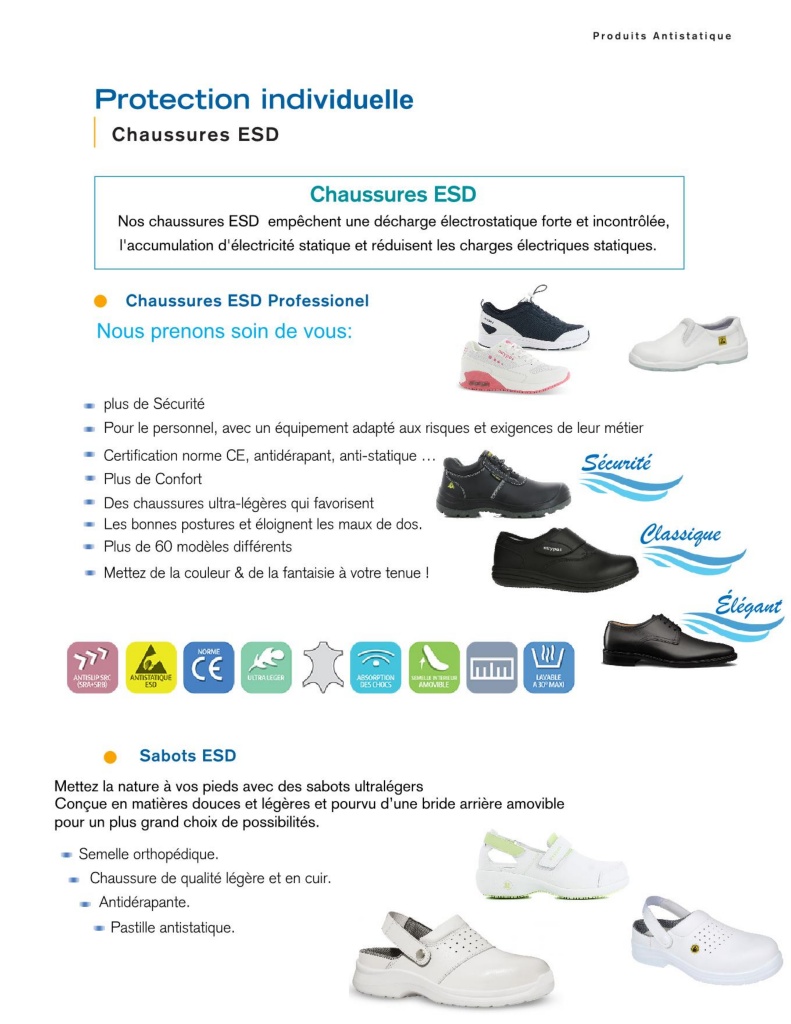 Produits Antistatique
Protection individuelle
Chaussures ESD
Chaussures ESD
Nos chaussures ESD empêchent une décharge électrostatique forte et incontrôlée,
l'accumulation d'électricité statique et réduisent les charges électriques statiques.
Chaussures ESD Professionel
Nous prenons soin de vous:
plus de Sécurité
Pour le personnel, avec un équipement adapté aux risques et exigences de leur métier
Certification norme CE, antidérapant, anti-statique …
Plus de Confort
Des chaussures ultra-légères qui favorisent
Les bonnes postures et éloignent les maux de dos.
Plus de 60 modèles différents
Mettez de la couleur & de la fantaisie à votre tenue !
Sécurité
Classique
Élégant
ANTISLIP SRC
(SRA+SRB)
ANTISTATIQUE
ESD
NORME
CE
ULTRA LEGER
ABSORPTION
DES CHOCS
SEMELLE INTERIEUR
AMOVIBLE
LAVABLE
A 30° MAXI
Sabots ESD
Mettez la nature à vos pieds avec des sabots ultralégers
Conçue en matières douces et légères et pourvu d'une bride arrière amovible
pour un plus grand choix de possibilités.
Semelle orthopédique.
Chaussure de qualité légère et en cuir.
Antidérapante.
Pastille antistatique.